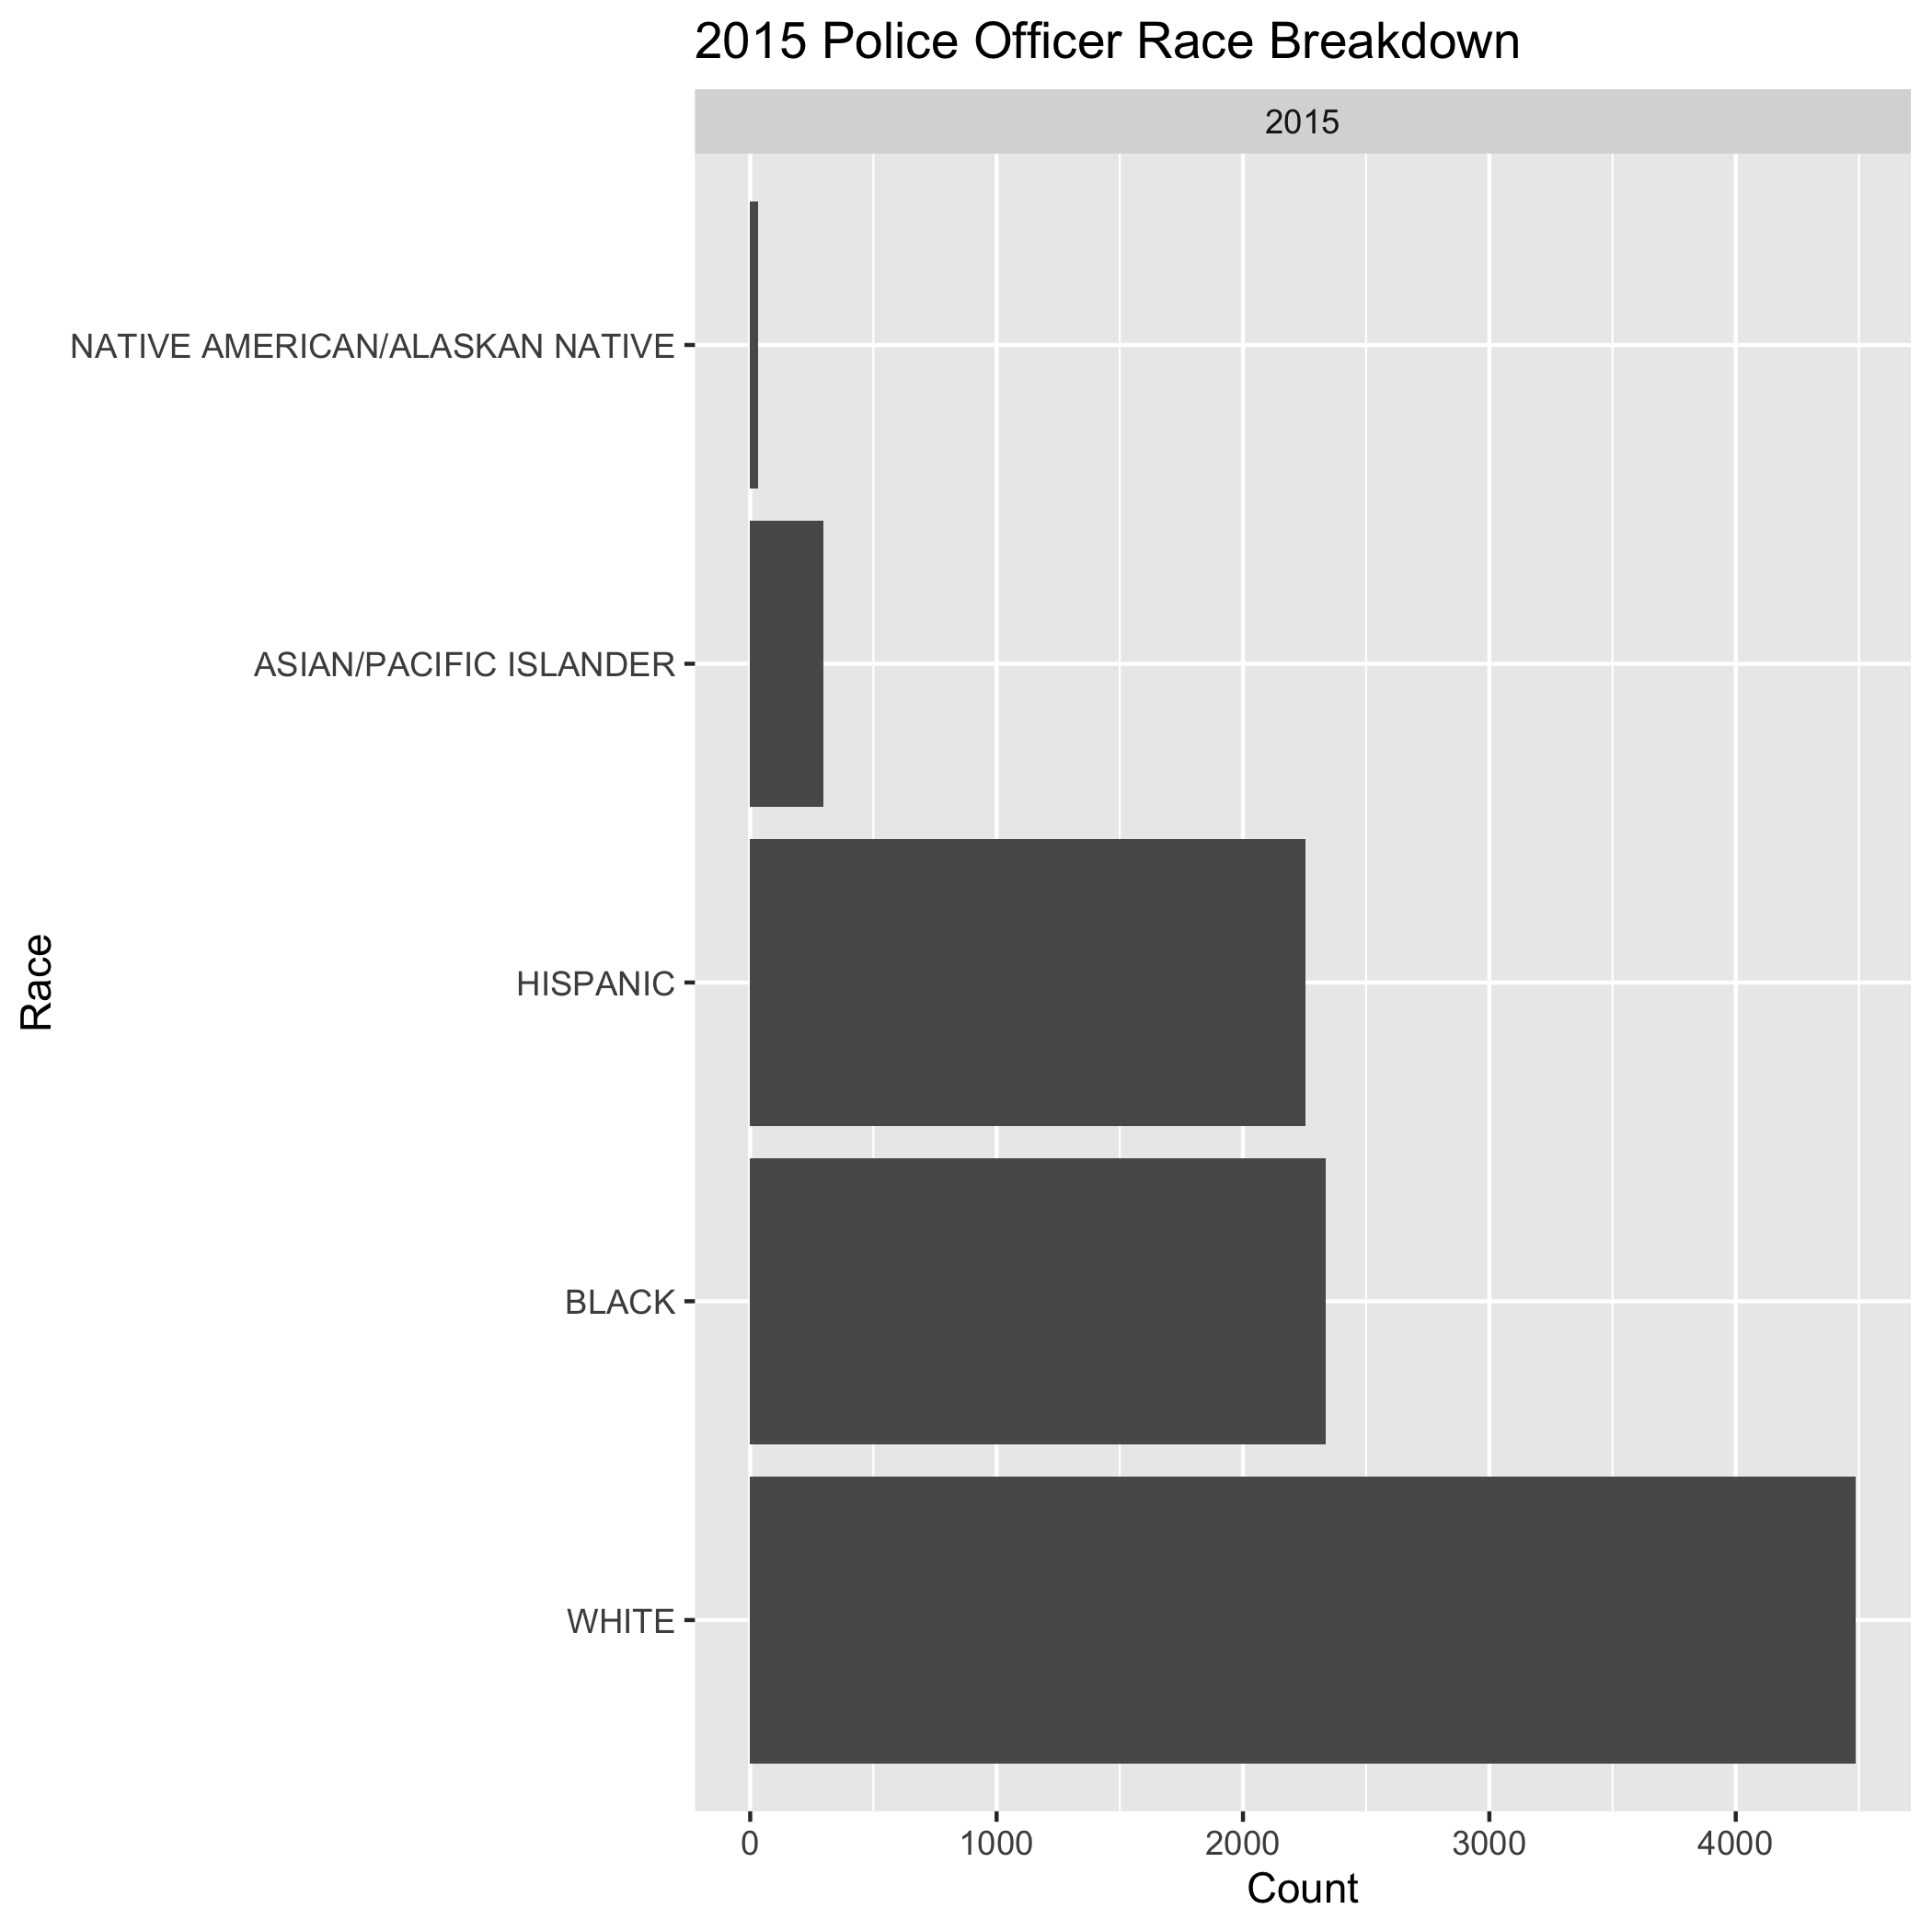 2015 Police Officer Race Breakdown
2015
NATIVE AMERICAN/ALASKAN NATIVE
ASIAN/PACIFIC ISLANDER
HISPANIC
BLACK
WHITE
Race
0 1000 2000 3000 4000
Count